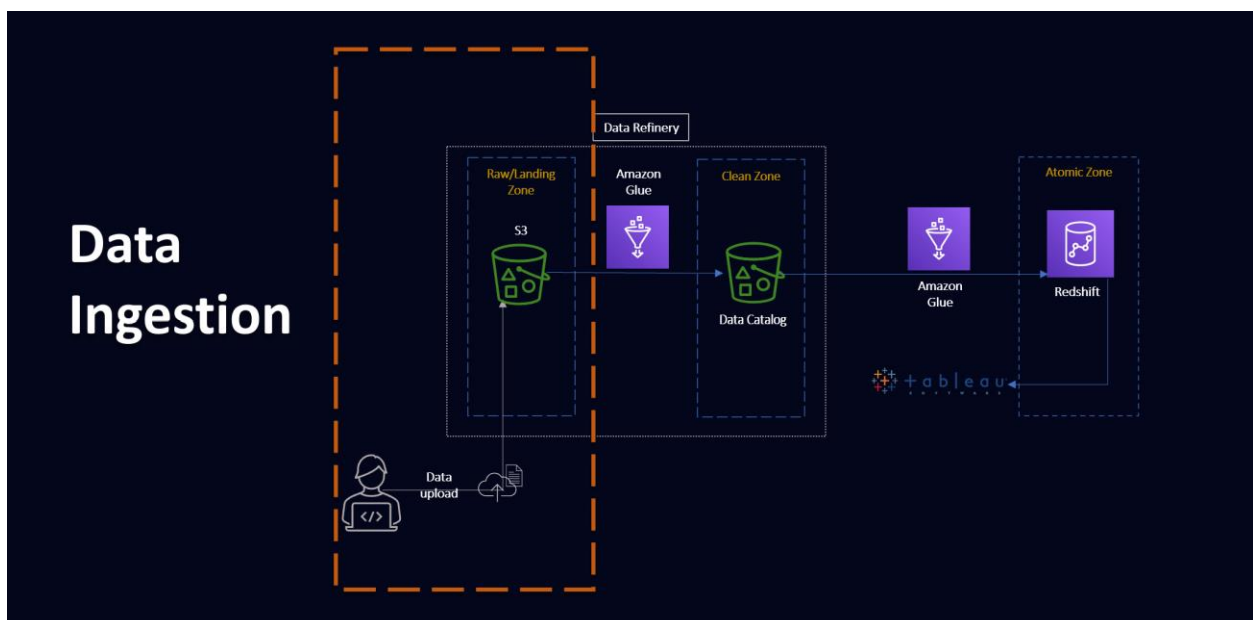 Data
Ingestion
Data Refinery
Raw/Landing
Zone
S3
Amazon
Glue
Clean Zone
Data Catalog
Amazon
Glue
Atomic Zone
Redshift
+ a b | e a u
S O F T W A R E
Data
upload
</>